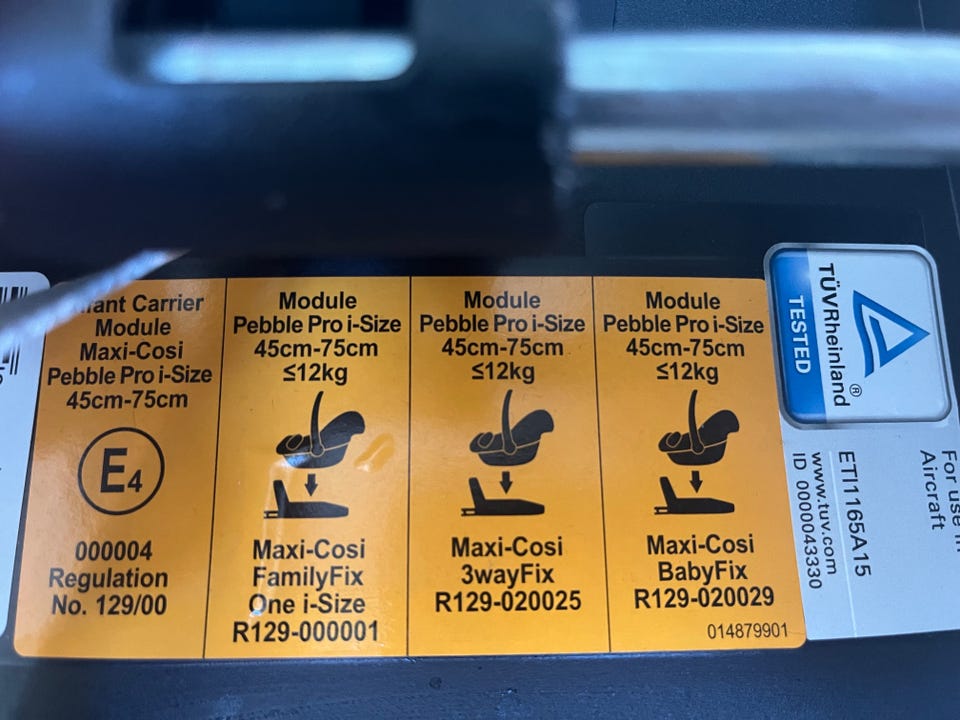 Carrier
Module
Maxi-Cosi
Pebble Pro i-Size
45cm-75cm
E4
000004
Regulation
No. 129/00
Module
Pebble Pro i-Size
45cm-75cm
≤12kg
Maxi-Cosi
FamilyFix
One i-Size
R129-000001
Module
Pebble Pro i-Size
45cm-75cm
≤12kg
Maxi-Cosi
3wayFix
R129-020025
Module
Pebble Pro i-Size
45cm-75cm
≤12kg
Maxi-Cosi
BabyFix
R129-020029
014879901
TÜVRheinland®
TESTED
ETI1165A15
www.tuv.com
ID 0000043330
For use in
Aircraft